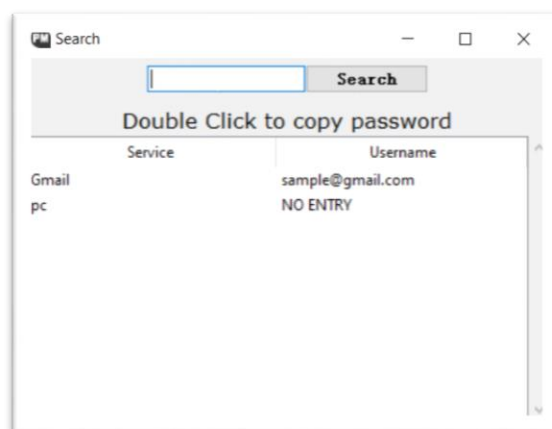 Search
Search
Double Click to copy password
Service Username
Gmail sample@gmail.com
pc NO ENTRY